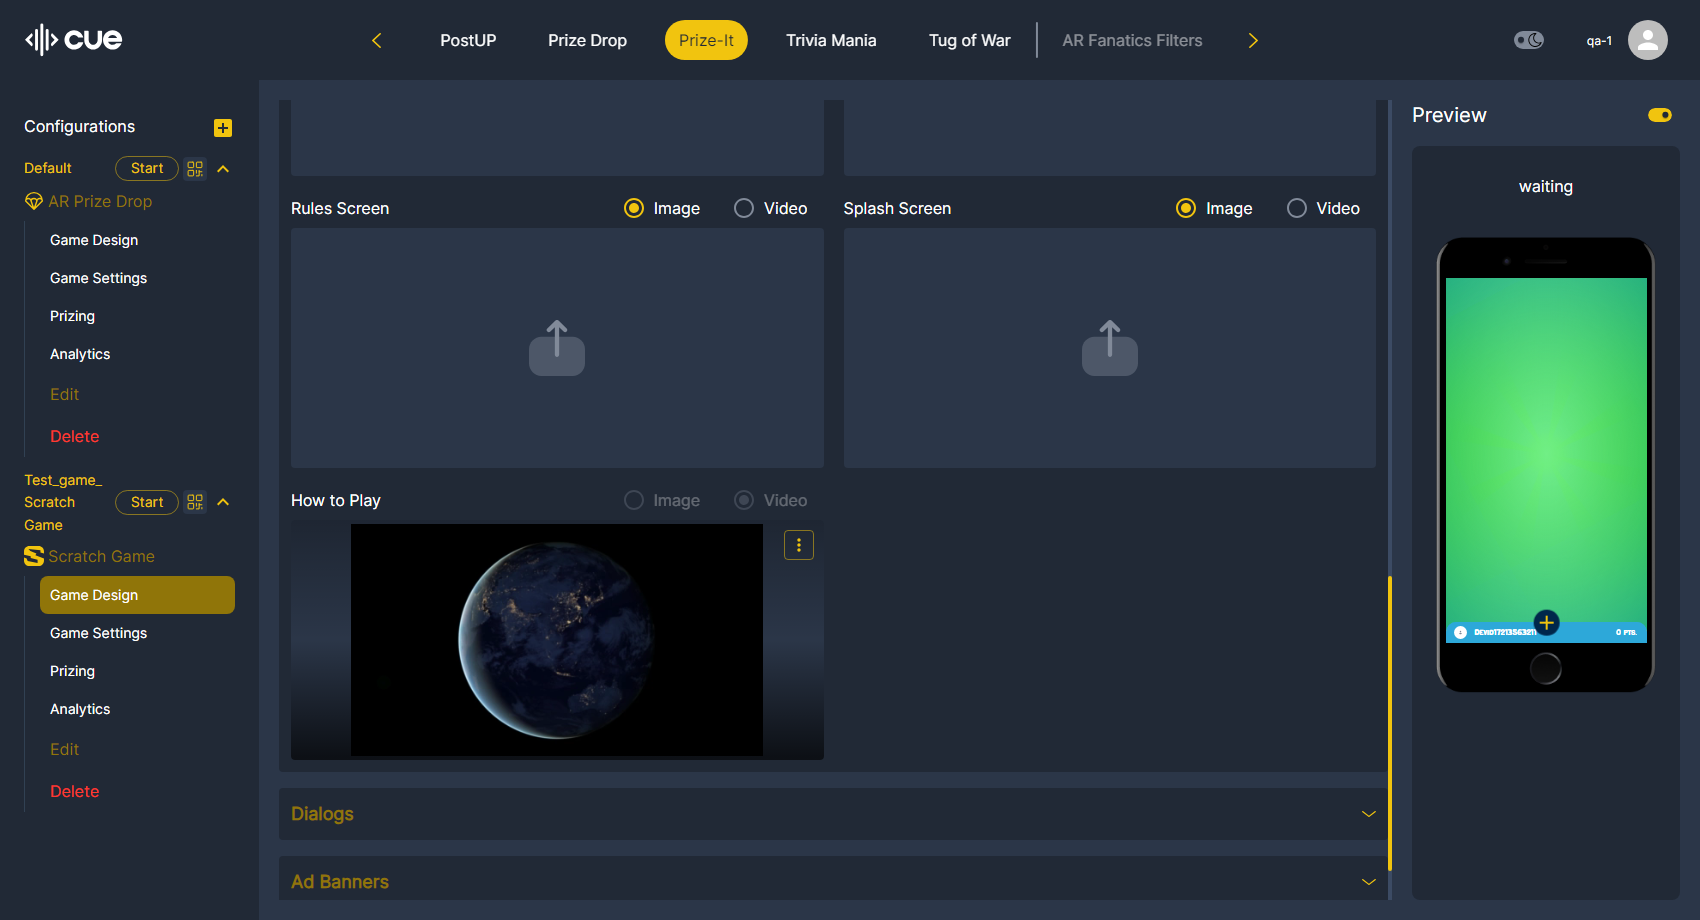 cue
PostUP
Prize Drop
Prize-It
Trivia Mania
Tug of War
AR Fanatics Filters
qa-1
Configurations
Default
Start
AR Prize Drop
Game Design
Game Settings
Prizing
Analytics
Edit
Delete
Test_game_
Scratch
Game
Start
Scratch Game
Game Design
Game Settings
Prizing
Analytics
Edit
Delete
Rules Screen
Image
Video
Splash Screen
Image
Video
How to Play
Image
Video
Dialogs
Ad Banners
Preview
waiting
0 PTS.